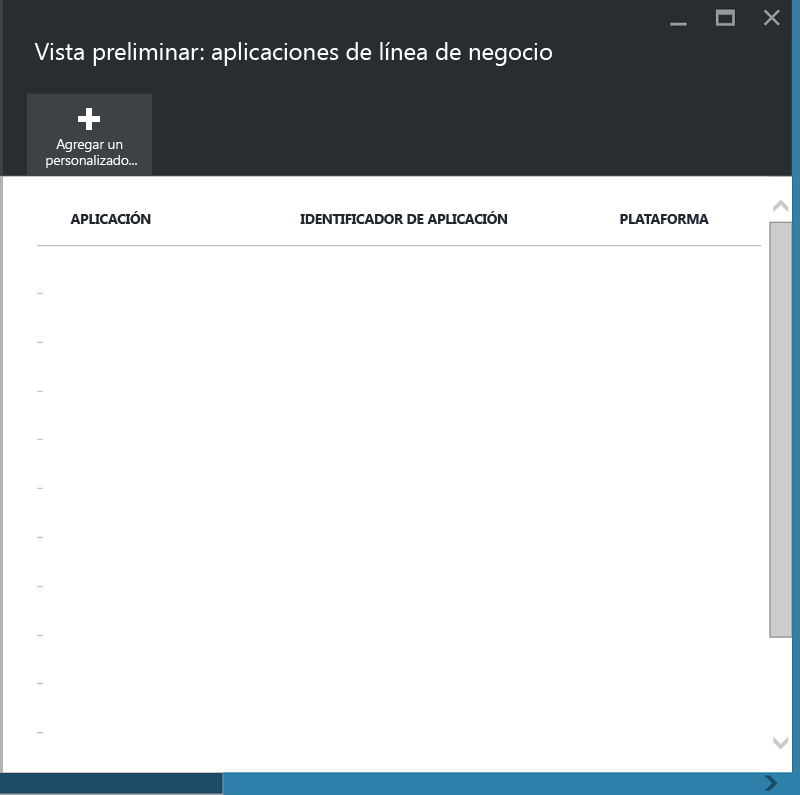 Vista preliminar: aplicaciones de línea de negocio
Agregar un
personalizado...
APLICACIÓN IDENTIFICADOR DE APLICACIÓN PLATAFORMA